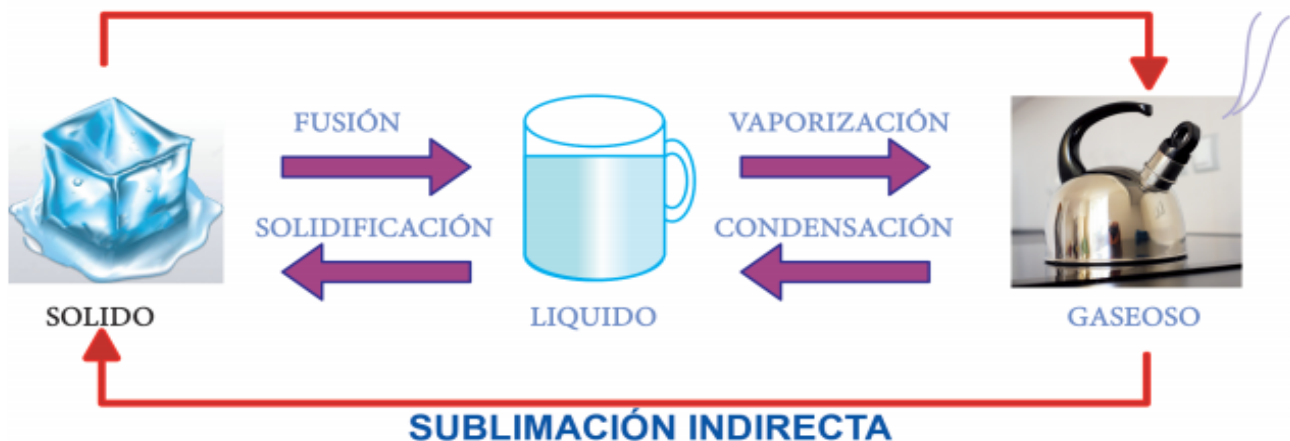 FUSIÓN
VAPORIZACIÓN
SOLIDIFICACIÓN
CONDENSACIÓN
SOLIDO
LIQUIDO
GASEOSO
SUBLIMACIÓN INDIRECTA